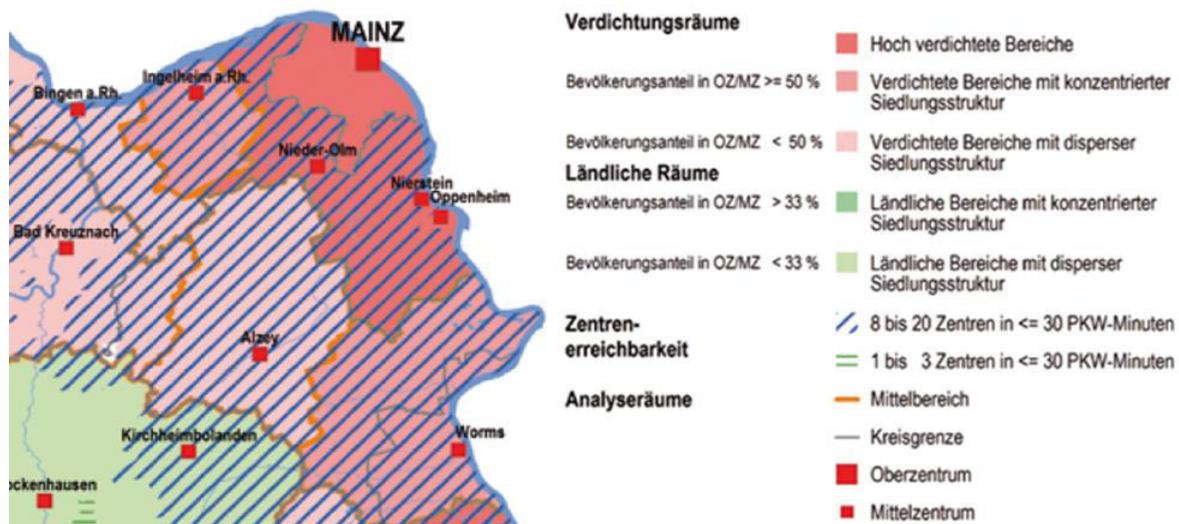 MAINZ
Ingelheim a.Rh.
Bingen a.Rh.
Nieder-Olm
Nierstein
Oppenheim
Bad Kreuznach
Alzey
Kirchheimbolanden
Worms
ockenhausen
Verdichtungsräume
Hoch verdichtete Bereiche
Bevölkerungsanteil in OZ/MZ >= 50 %
Verdichtete Bereiche mit konzentrierter
Siedlungsstruktur
Bevölkerungsanteil in OZ/MZ < 50 %
Verdichtete Bereiche mit disperser
Siedlungsstruktur
Ländliche Räume
Bevölkerungsanteil in OZ/MZ > 33 %
Ländliche Bereiche mit konzentrierter
Siedlungsstruktur
Bevölkerungsanteil in OZ/MZ < 33 %
Ländliche Bereiche mit disperser
Siedlungsstruktur
Zentren-
erreichbarkeit
8 bis 20 Zentren in <= 30 PKW-Minuten
1 bis 3 Zentren in <= 30 PKW-Minuten
Analyseräume
Mittelbereich
Kreisgrenze
Oberzentrum
Mittelzentrum